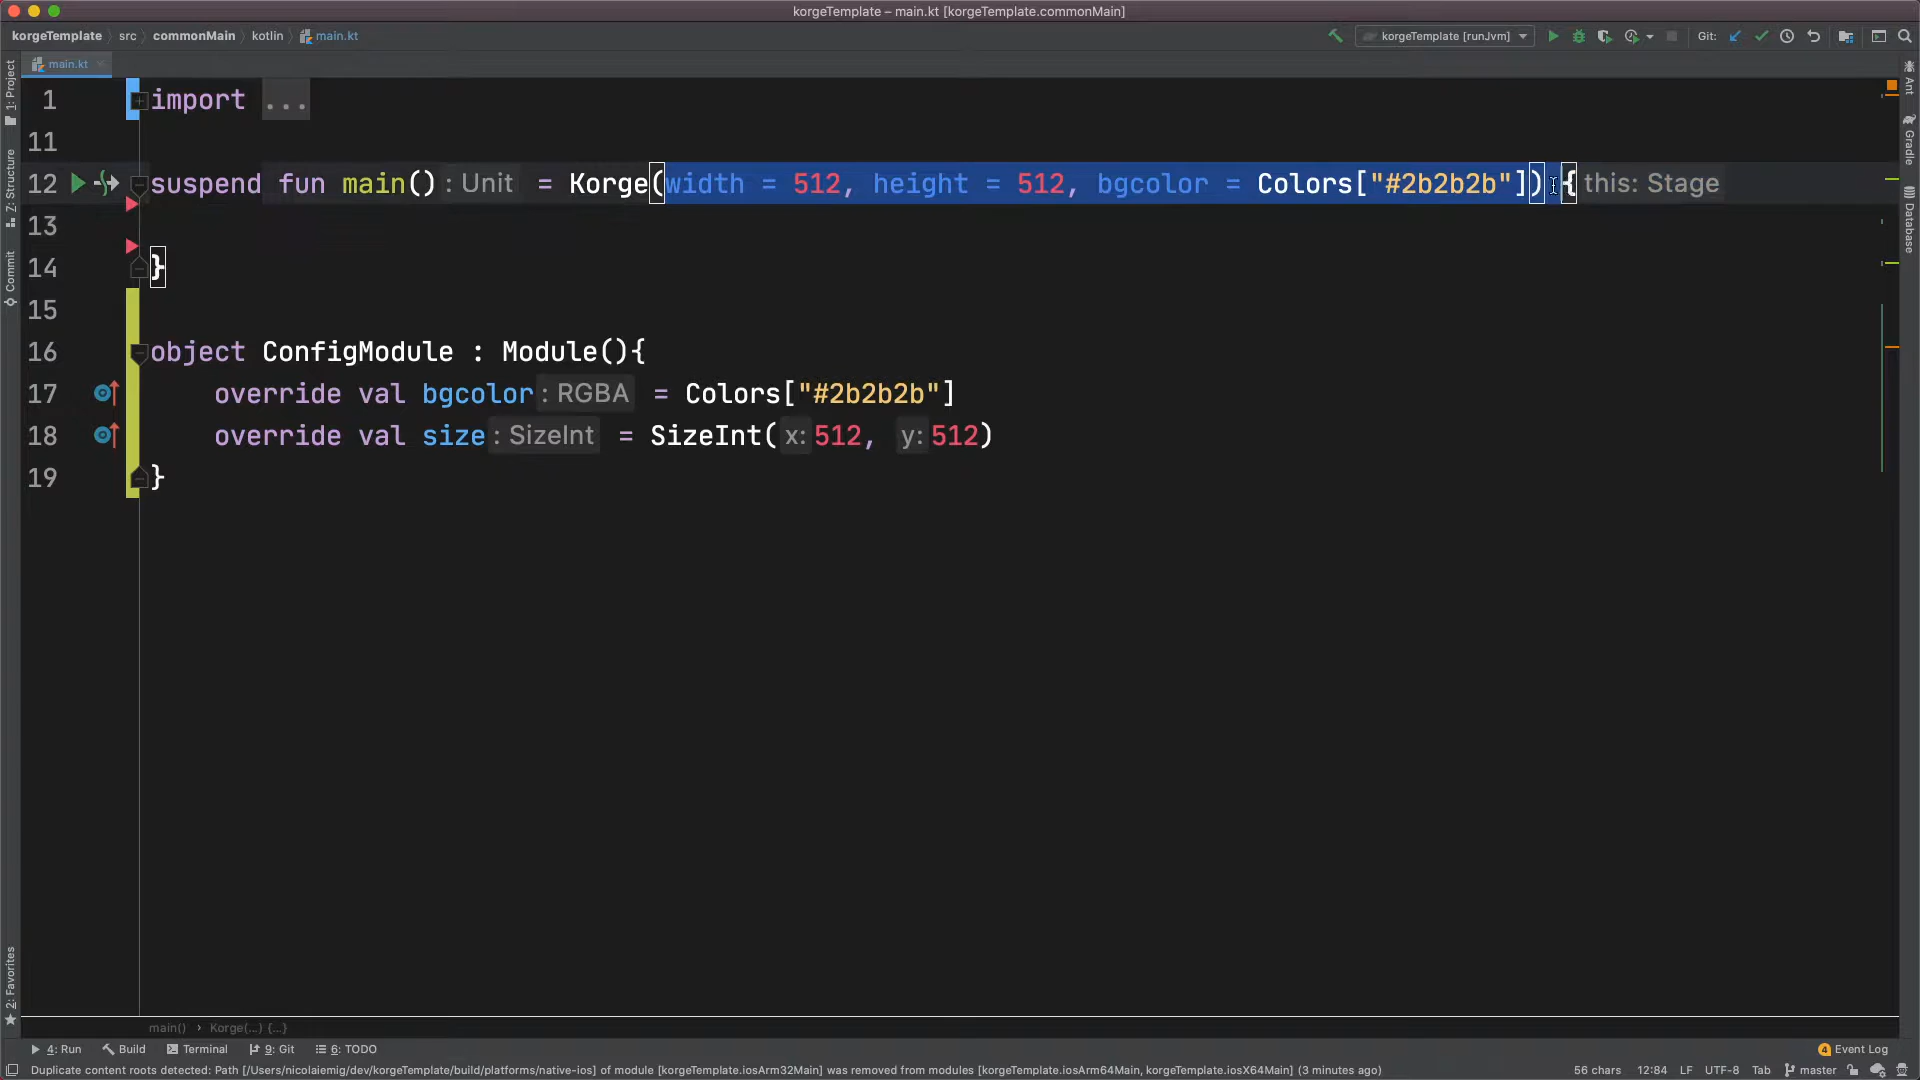 korgeTemplate – main.kt [korgeTemplate.commonMain]
korgeTemplate › src › commonMain › kotlin › main.kt
korgeTemplate [runJvm]
Git:
main.kt
1: Project
Z: Structure
Commit
2: Favorites
Ant
Gradle
Database
1 import ...
11
12 suspend fun main() : Unit = Korge(width = 512, height = 512, bgcolor = Colors["#2b2b2b"]) { this: Stage
13
14 }
15
16 object ConfigModule : Module(){
17 override val bgcolor : RGBA = Colors["#2b2b2b"]
18 override val size : SizeInt = SizeInt( x: 512, y: 512)
19 }
main() › Korge(...) {...}
4: Run Build Terminal 9: Git 6: TODO
4 Event Log
Duplicate content roots detected: Path [/Users/nicolaiemig/dev/korgeTemplate/build/platforms/native-ios] of module [korgeTemplate.iosArm32Main] was removed from modules [korgeTemplate.iosArm64Main, korgeTemplate.iosX64Main] (3 minutes ago)
56 chars 12:84 LF UTF-8 Tab master